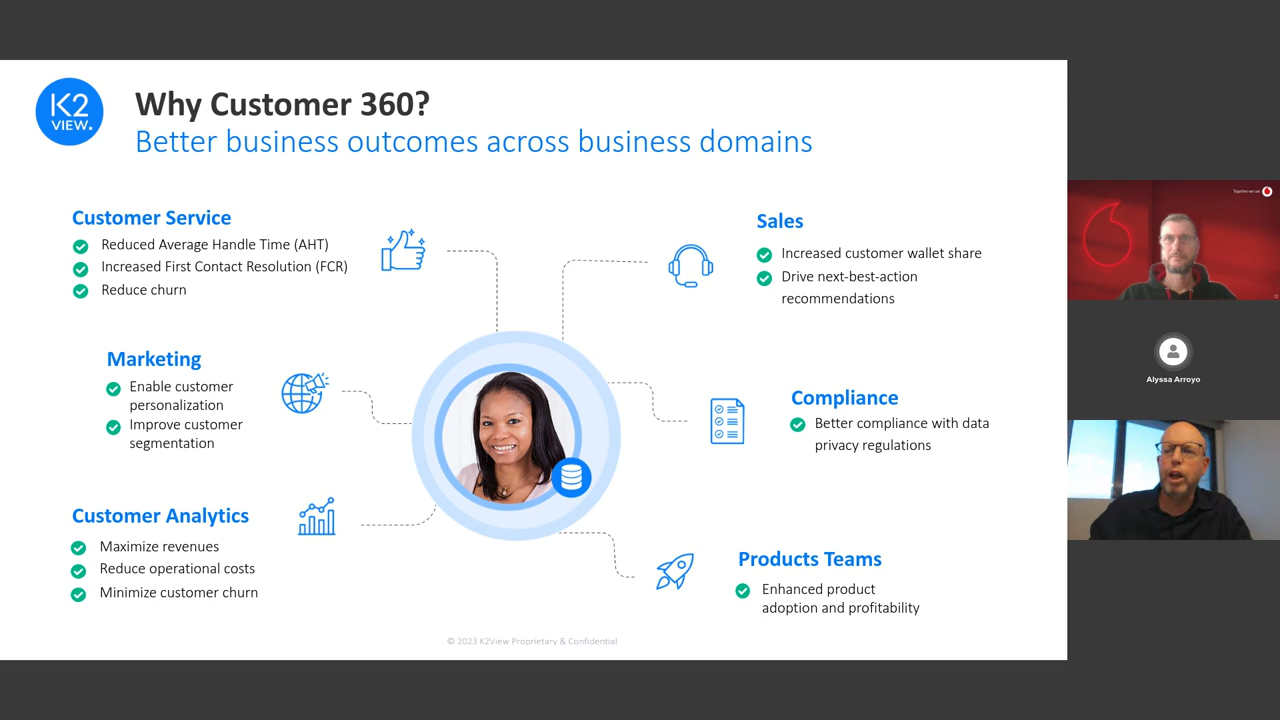 K2
VIEW.
Why Customer 360?
Better business outcomes across business domains
Customer Service
Reduced Average Handle Time (AHT)
Increased First Contact Resolution (FCR)
Reduce churn
Marketing
Enable customer
personalization
Improve customer
segmentation
Customer Analytics
Maximize revenues
Reduce operational costs
Minimize customer churn
Sales
Increased customer wallet share
Drive next-best-action
recommendations
Compliance
Better compliance with data
privacy regulations
Products Teams
Enhanced product
adoption and profitability
© 2023 K2View Proprietary & Confidential
Together we can
Alyssa Arroyo